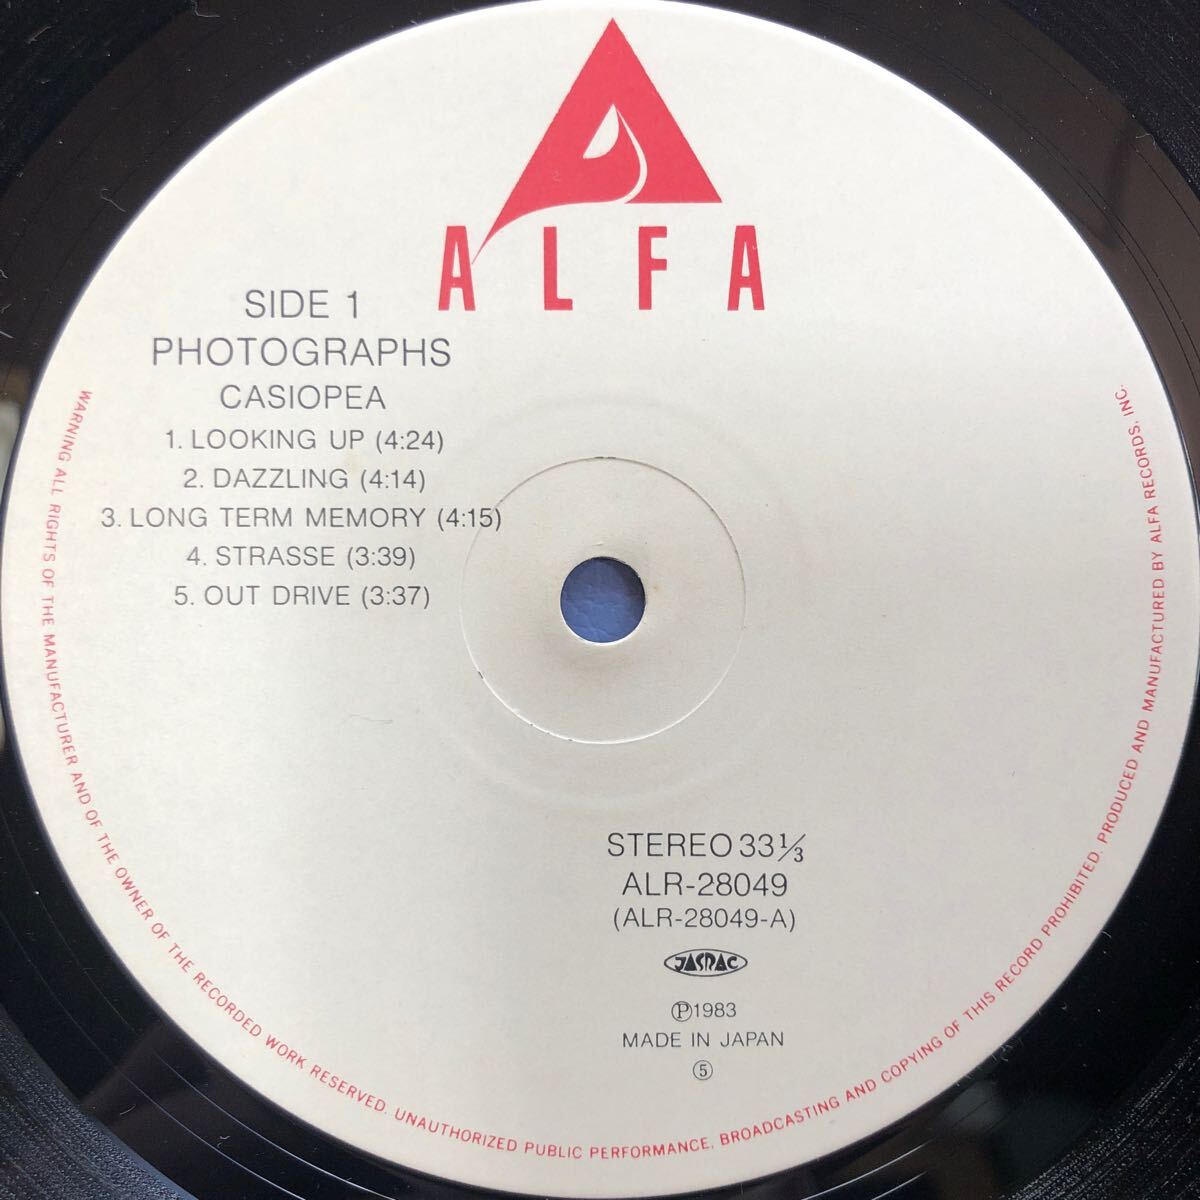 ALFA
SIDE 1
PHOTOGRAPHS
CASIOPEA
1. LOOKING UP (4:24)
2. DAZZLING (4:14)
3. LONG TERM MEMORY (4:15)
4. STRASSE (3:39)
5. OUT DRIVE (3:37)
STEREO 33⅓
ALR-28049
(ALR-28049-A)
JASRAC
Ⓟ1983
MADE IN JAPAN
⑤
WARNING ALL RIGHTS OF THE MANUFACTURER AND OF THE OWNER OF THE RECORDED WORK RESERVED. UNAUTHORIZED PUBLIC PERFORMANCE, BROADCASTING AND COPYING OF THIS RECORD PROHIBITED. PRODUCED AND MANUFACTURED BY ALFA RECORDS, INC.